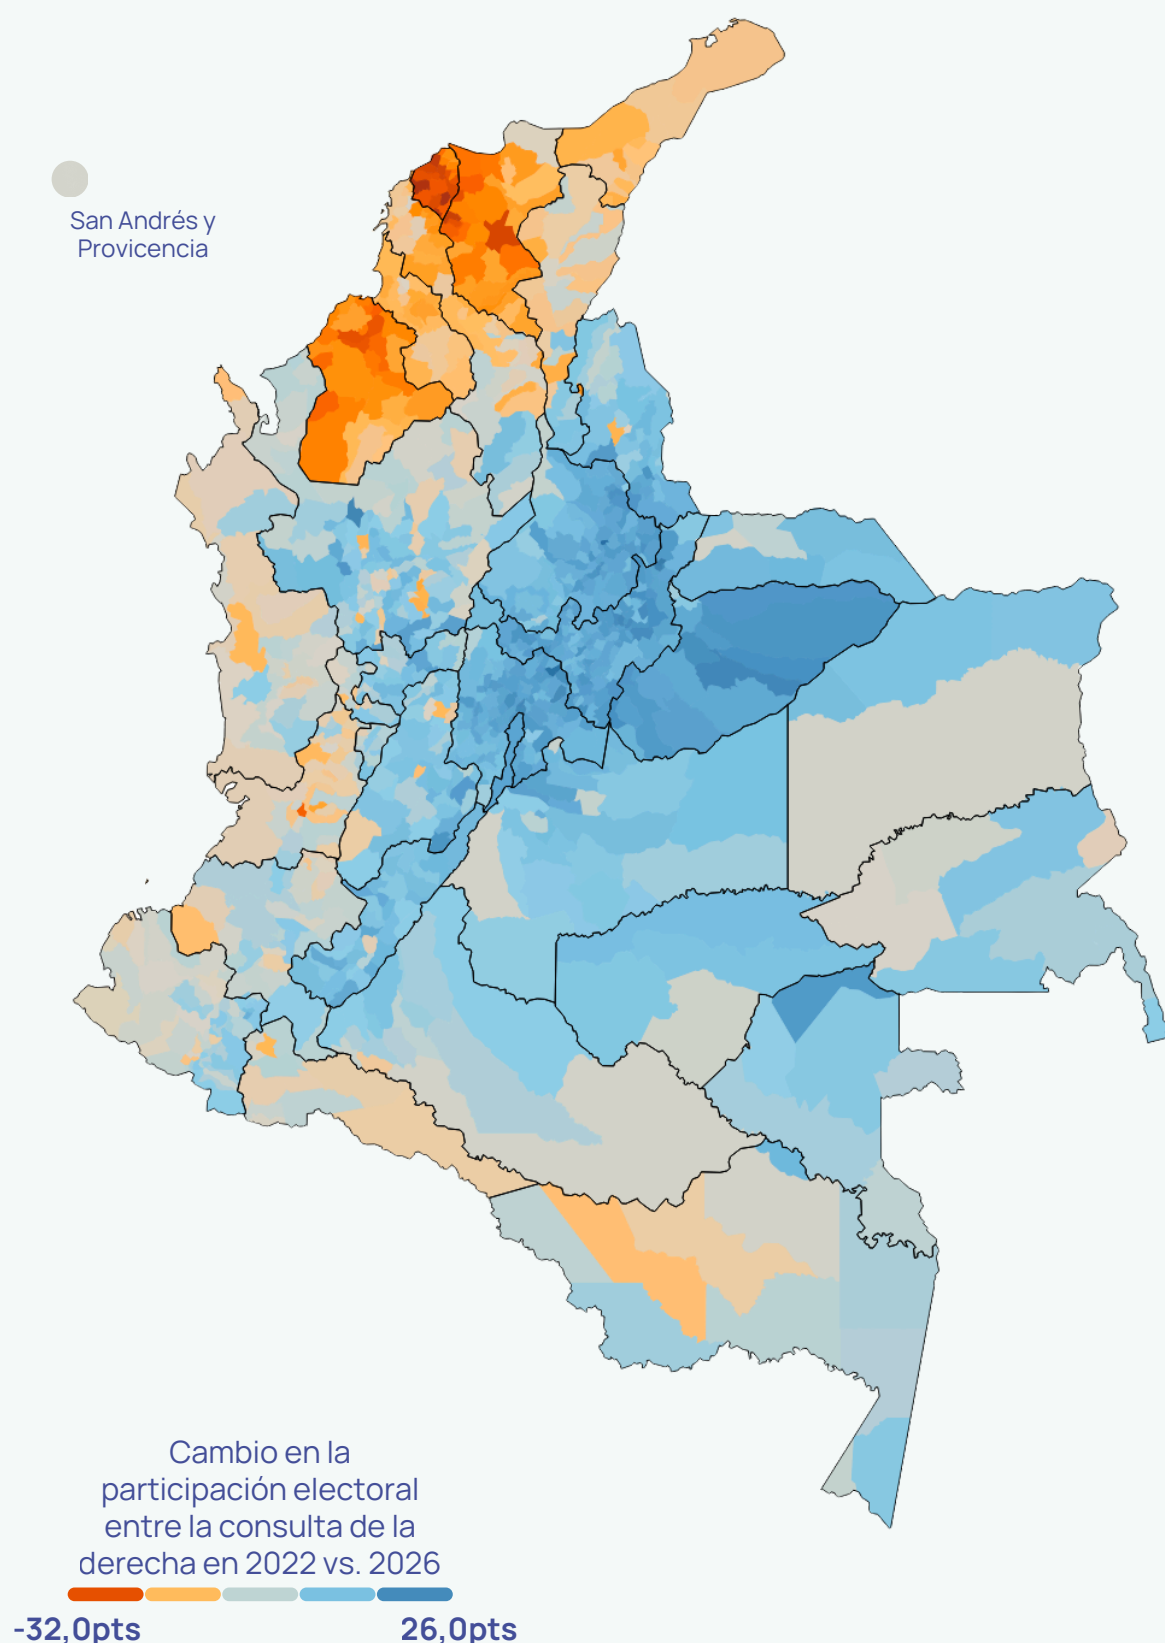 San Andrés y
Provicencia
Cambio en la
participación electoral
entre la consulta de la
derecha en 2022 vs. 2026
-32,0pts
26,0pts